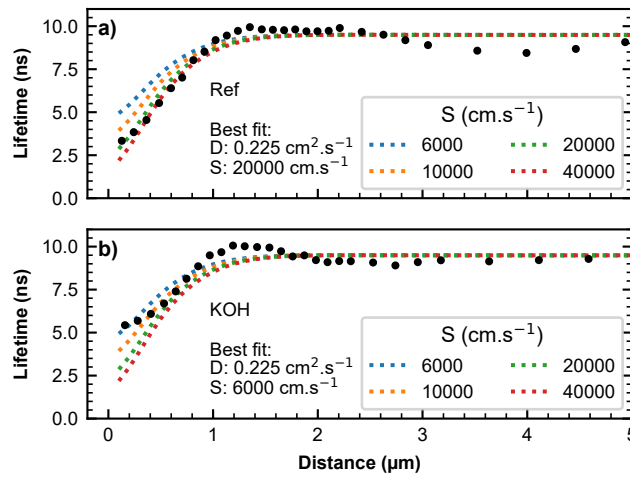 a)
10.0
7.5
5.0
2.5
0.0
Lifetime (ns)
Ref
Best fit:
D: 0.225 cm².s⁻¹
S: 20000 cm.s⁻¹
S (cm.s⁻¹)
6000
20000
10000
40000
b)
10.0
7.5
5.0
2.5
0.0
Lifetime (ns)
KOH
Best fit:
D: 0.225 cm².s⁻¹
S: 6000 cm.s⁻¹
S (cm.s⁻¹)
6000
20000
10000
40000
0 1 2 3 4 5
Distance (µm)